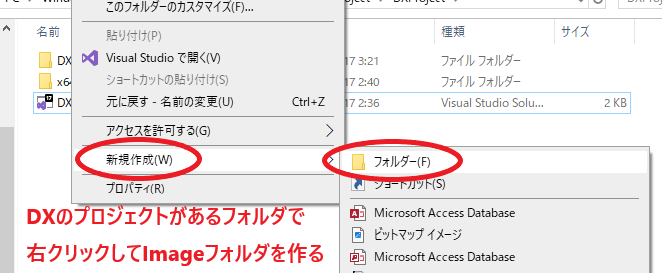 このフォルダーのカスタマイズ(F)...
名前
種類
サイズ
貼り付け(P)
Visual Studio で開く(V)
ショートカットの貼り付け(S)
元に戻す - 名前の変更(U) Ctrl+Z
アクセスを許可する(G)
新規作成(W)
プロパティ(R)
DX
17 3:21 ファイル フォルダー
x64
17 2:40 ファイル フォルダー
DX
17 2:36 Visual Studio Solu... 2 KB
フォルダー(F)
ショートカット(S)
Microsoft Access Database
ビットマップ イメージ
Microsoft Access Database
DXのプロジェクトがあるフォルダで
右クリックしてImageフォルダを作る